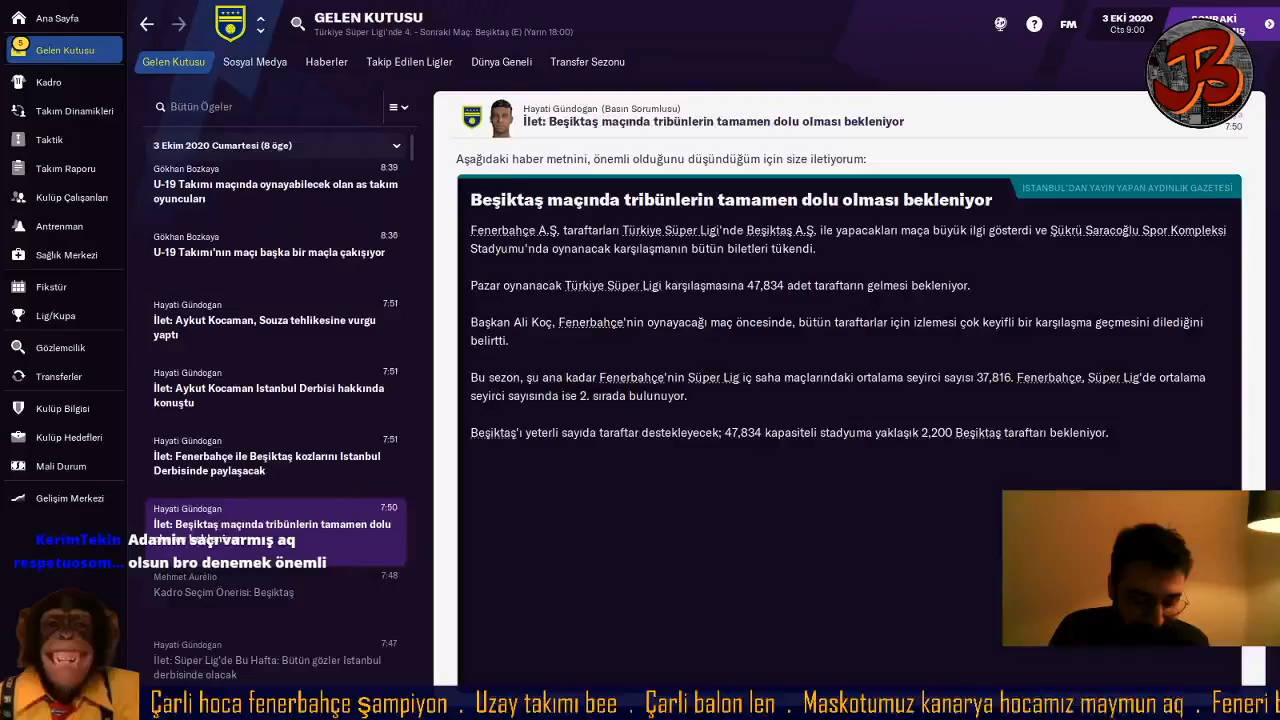 Ana Sayfa
5
Gelen Kutusu
Kadro
Takım Dinamikleri
Taktik
Takım Raporu
Kulüp Çalışanları
Antrenman
Sağlık Merkezi
Fikstür
Lig/Kupa
Gözlemcilik
Transferler
Kulüp Bilgisi
Kulüp Hedefleri
Mali Durum
Gelişim Merkezi
GELEN KUTUSU
Türkiye Süper Ligi'nde 4. - Sonraki Maç: Beşiktaş (E) (Yarın 18:00)
FM
3 EKİ 2020
Cts 9:00
SONRAKİ
Gelen Kutusu
Sosyal Medya
Haberler
Takip Edilen Ligler
Dünya Geneli
Transfer Sezonu
Bütün Ögeler
3 Ekim 2020 Cumartesi (8 öge)
Gökhan Bozkaya 8:39
U-19 Takımı maçında oynayabilecek olan as takım
oyuncuları
Gökhan Bozkaya 8:36
U-19 Takımı'nın maçı başka bir maçla çakışıyor
Hayati Gündogan 7:51
İlet: Aykut Kocaman, Souza tehlikesine vurgu
yaptı
Hayati Gündogan 7:51
İlet: Aykut Kocaman Istanbul Derbisi hakkında
konuştu
Hayati Gündogan 7:51
İlet: Fenerbahçe ile Beşiktaş kozlarını Istanbul
Derbisinde paylaşacak
Hayati Gündogan 7:50
İlet: Beşiktaş maçında tribünlerin tamamen dolu
Mehmet Aurélio 7:48
Kadro Seçim Önerisi: Beşiktaş
Hayati Gündogan 7:47
İlet: Süper Lig'de Bu Hafta: Bütün gözler Istanbul
derbisinde olacak
Hayati Gündogan (Basın Sorumlusu)
İlet: Beşiktaş maçında tribünlerin tamamen dolu olması bekleniyor
7:50
Aşağıdaki haber metnini, önemli olduğunu düşündüğüm için size iletiyorum:
ISTANBUL'DAN YAYIN YAPAN AYDINLIK GAZETESİ
Beşiktaş maçında tribünlerin tamamen dolu olması bekleniyor
Fenerbahçe A.Ş. taraftarları Türkiye Süper Ligi'nde Beşiktaş A.Ş. ile yapacakları maça büyük ilgi gösterdi ve Şükrü Saracoğlu Spor Kompleksi
Stadyumu'nda oynanacak karşılaşmanın bütün biletleri tükendi.
Pazar oynanacak Türkiye Süper Ligi karşılaşmasına 47,834 adet taraftarın gelmesi bekleniyor.
Başkan Ali Koç, Fenerbahçe'nin oynayacağı maç öncesinde, bütün taraftarlar için izlemesi çok keyifli bir karşılaşma geçmesini dilediğini
belirtti.
Bu sezon, şu ana kadar Fenerbahçe'nin Süper Lig iç saha maçlarındaki ortalama seyirci sayısı 37,816. Fenerbahçe, Süper Lig'de ortalama
seyirci sayısında ise 2. sırada bulunuyor.
Beşiktaş'ı yeterli sayıda taraftar destekleyecek; 47,834 kapasiteli stadyuma yaklaşık 2,200 Beşiktaş taraftarı bekleniyor.
KerimTekin Adamin saçı varmış aq
respetuosom... olsun bro denemek önemli
Çarli hoca fenerbahçe şampiyon . Uzay takımı bee . Çarli balon len . Maskotumuz kanarya hocamız maymun aq . Feneri